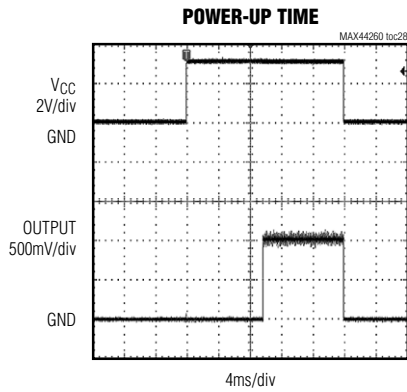 POWER-UP TIME
MAX44260 toc28
T
VCC
2V/div
GND
OUTPUT
500mV/div
GND
4ms/div